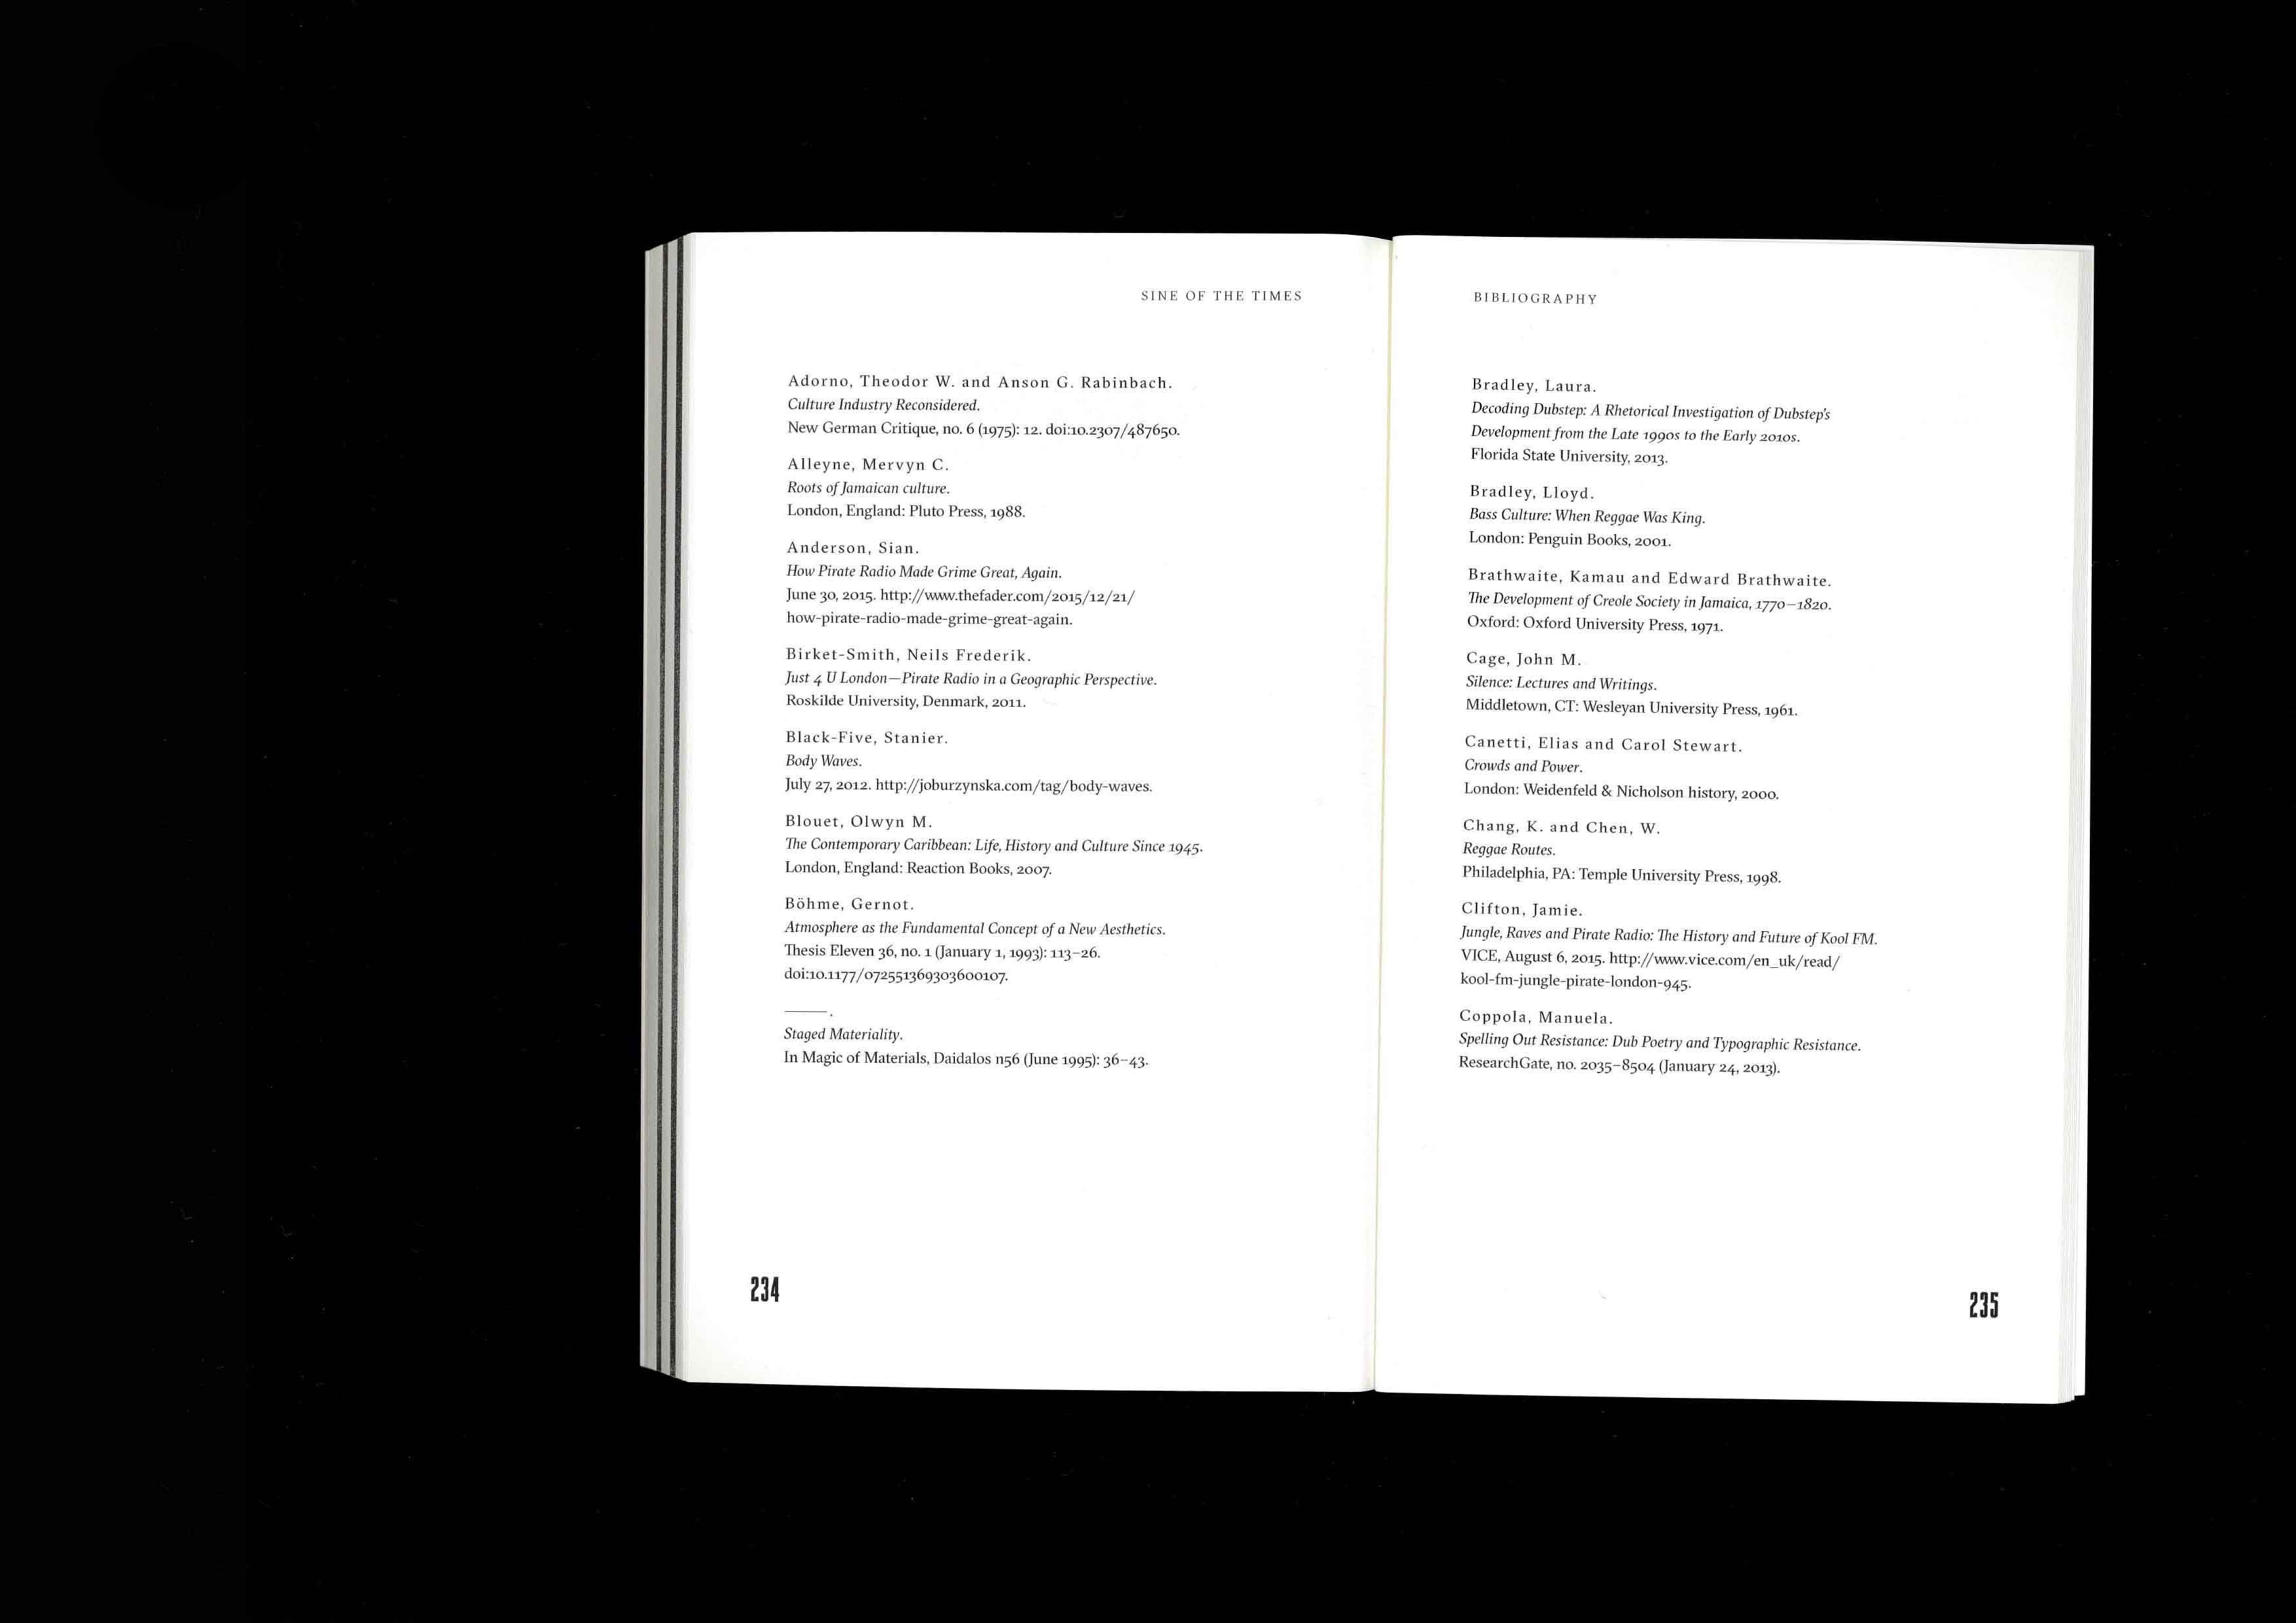 SINE OF THE TIMES
Adorno, Theodor W. and Anson G. Rabinbach.
Culture Industry Reconsidered.
New German Critique, no. 6 (1975): 12. doi:10.2307/487650.
Alleyne, Mervyn C.
Roots of Jamaican culture.
London, England: Pluto Press, 1988.
Anderson, Sian.
How Pirate Radio Made Grime Great, Again.
June 30, 2015. http://www.thefader.com/2015/12/21/
how-pirate-radio-made-grime-great-again.
Birket-Smith, Neils Frederik.
Just 4 U London—Pirate Radio in a Geographic Perspective.
Roskilde University, Denmark, 2011.
Black-Five, Stanier.
Body Waves.
July 27, 2012. http://joburzynska.com/tag/body-waves.
Blouet, Olwyn M.
The Contemporary Caribbean: Life, History and Culture Since 1945.
London, England: Reaction Books, 2007.
Böhme, Gernot.
Atmosphere as the Fundamental Concept of a New Aesthetics.
Thesis Eleven 36, no. 1 (January 1, 1993): 113–26.
doi:10.1177/072551369303600107.
———.
Staged Materiality.
In Magic of Materials, Daidalos n56 (June 1995): 36–43.
234
BIBLIOGRAPHY
Bradley, Laura.
Decoding Dubstep: A Rhetorical Investigation of Dubstep's
Development from the Late 1990s to the Early 2010s.
Florida State University, 2013.
Bradley, Lloyd.
Bass Culture: When Reggae Was King.
London: Penguin Books, 2001.
Brathwaite, Kamau and Edward Brathwaite.
The Development of Creole Society in Jamaica, 1770–1820.
Oxford: Oxford University Press, 1971.
Cage, John M.
Silence: Lectures and Writings.
Middletown, CT: Wesleyan University Press, 1961.
Canetti, Elias and Carol Stewart.
Crowds and Power.
London: Weidenfeld & Nicholson history, 2000.
Chang, K. and Chen, W.
Reggae Routes.
Philadelphia, PA: Temple University Press, 1998.
Clifton, Jamie.
Jungle, Raves and Pirate Radio: The History and Future of Kool FM.
VICE, August 6, 2015. http://www.vice.com/en_uk/read/
kool-fm-jungle-pirate-london-945.
Coppola, Manuela.
Spelling Out Resistance: Dub Poetry and Typographic Resistance.
ResearchGate, no. 2035–8504 (January 24, 2013).
235